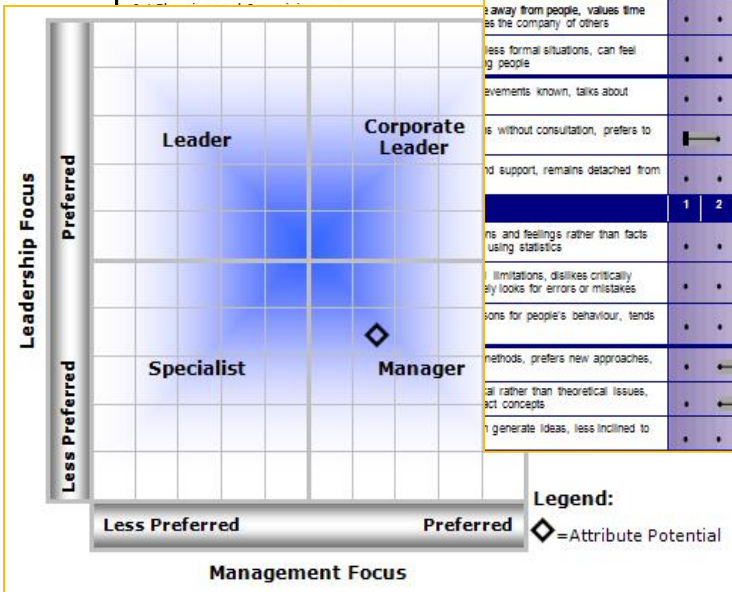 e away from people, values time
es the company of others
less formal situations, can feel
ng people
evements known, talks about
s without consultation, prefers to
nd support, remains detached from
1 2
ns and feelings rather than facts
using statistics
l limitations, dislikes critically
ely looks for errors or mistakes
sons for people's behaviour, tends
methods, prefers new approaches,
cal rather than theoretical issues,
act concepts
n generate ideas, less inclined to
Leadership Focus
Preferred
Less Preferred
Leader
Corporate
Leader
Specialist
Manager
Less Preferred
Preferred
Management Focus
Legend:
=Attribute Potential